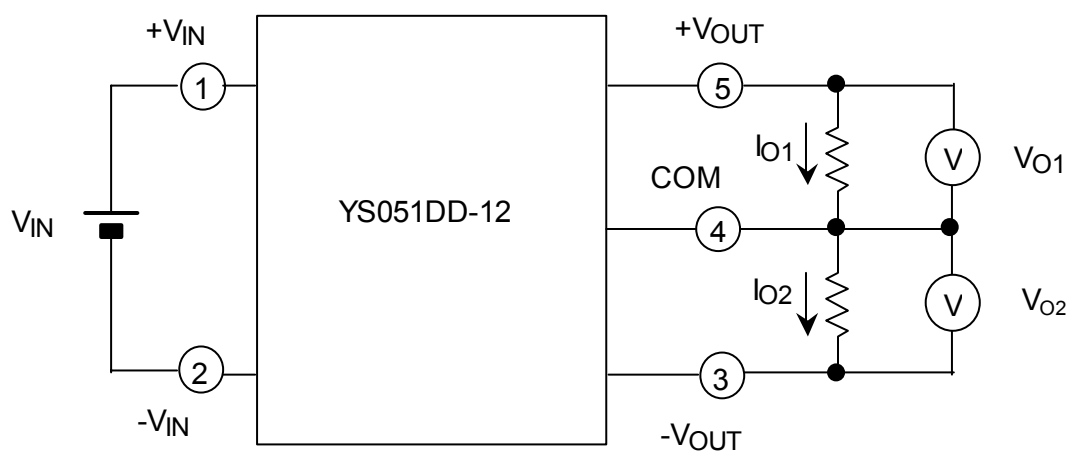 +VIN
+VOUT
1
5
IO1
V
VO1
COM
VIN
YS051DD-12
4
IO2
V
VO2
2
3
-VIN
-VOUT